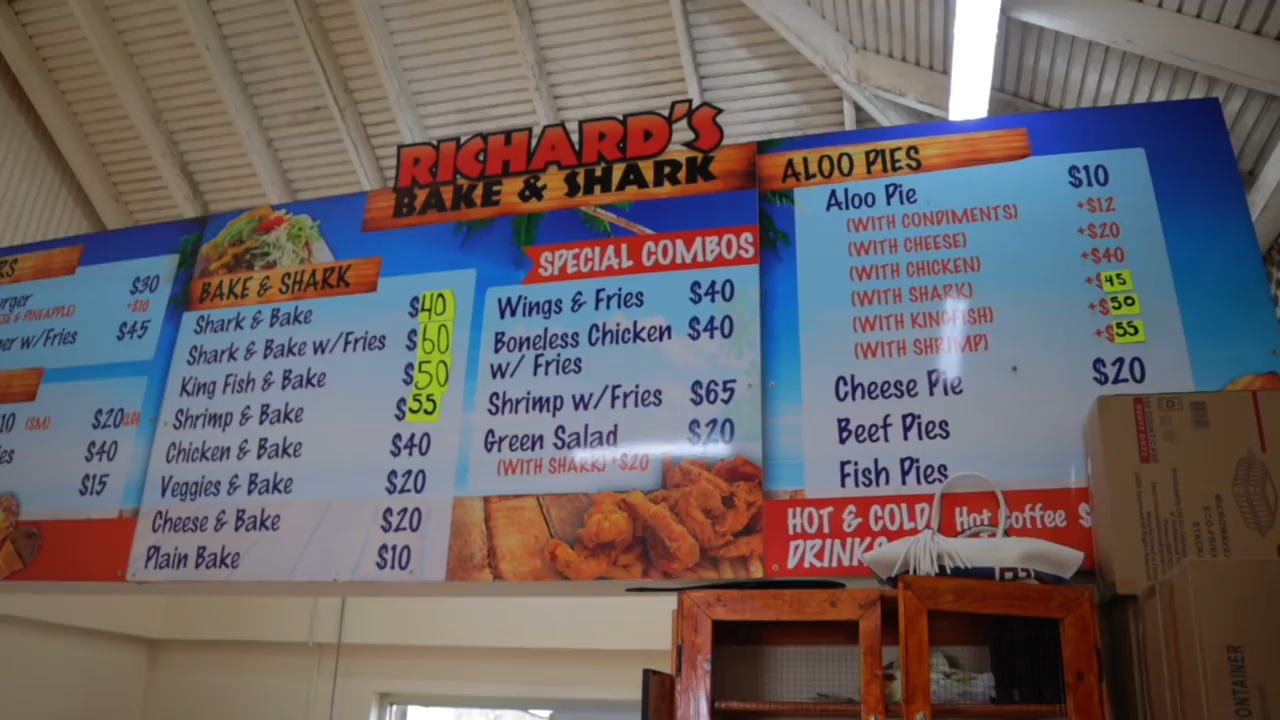 RICHARD'S
BAKE & SHARK
RS
$30
+$10
w/Fries $45
(SM) $20
$40
$15
BAKE & SHARK
Shark & Bake $40
Shark & Bake w/Fries $60
King Fish & Bake $50
Shrimp & Bake $55
Chicken & Bake $40
Veggies & Bake $20
Cheese & Bake $20
Plain Bake $10
SPECIAL COMBOS
Wings & Fries $40
Boneless Chicken $40
w/ Fries
Shrimp w/Fries $65
Green Salad $20
(WITH SHARK) +$20
ALOO PIES
Aloo Pie $10
(WITH CONDIMENTS) +$12
(WITH CHEESE) +$20
(WITH CHICKEN) +$40
(WITH SHARK) +$45
(WITH KINGFISH) +$50
(WITH SHRIMP) +$55
Cheese Pie $20
Beef Pies
Fish Pies
HOT & COLD
DRINKS
Hot Coffee $